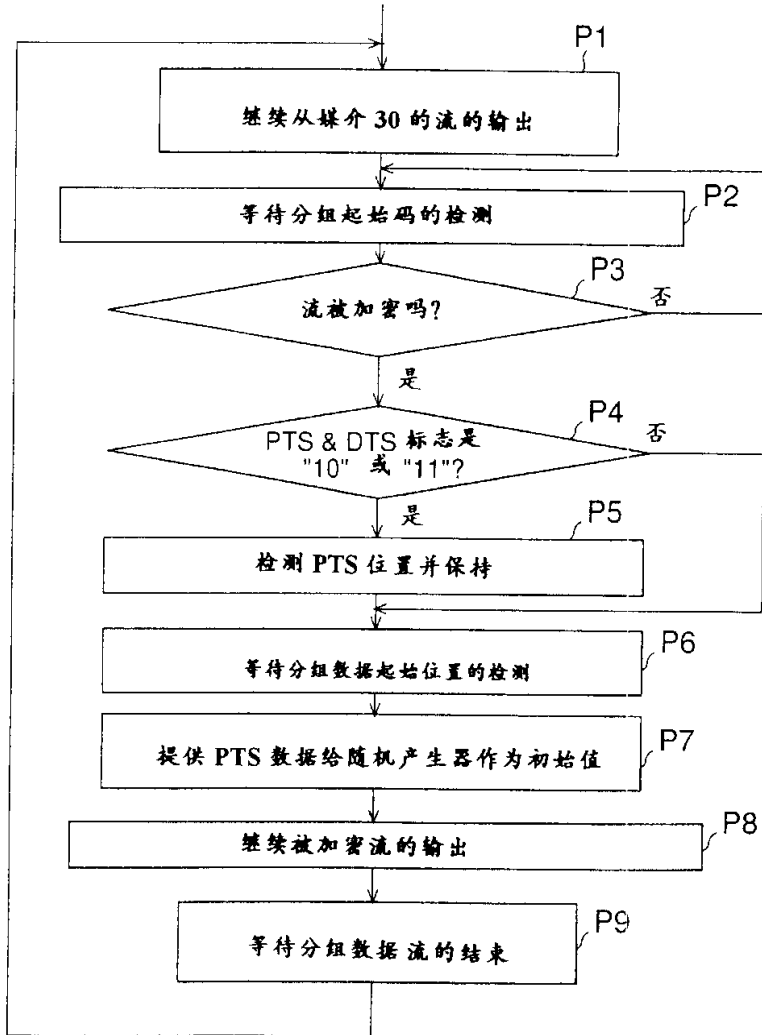 P1
继续从媒介 30 的流的输出
P2
等待分组起始码的检测
P3
流被加密吗?
否
是
P4
PTS & DTS 标志是
"10" 或 "11"?
否
是
P5
检测 PTS 位置并保持
P6
等待分组数据起始位置的检测
P7
提供 PTS 数据给随机产生器作为初始值
P8
继续被加密流的输出
P9
等待分组数据流的结束